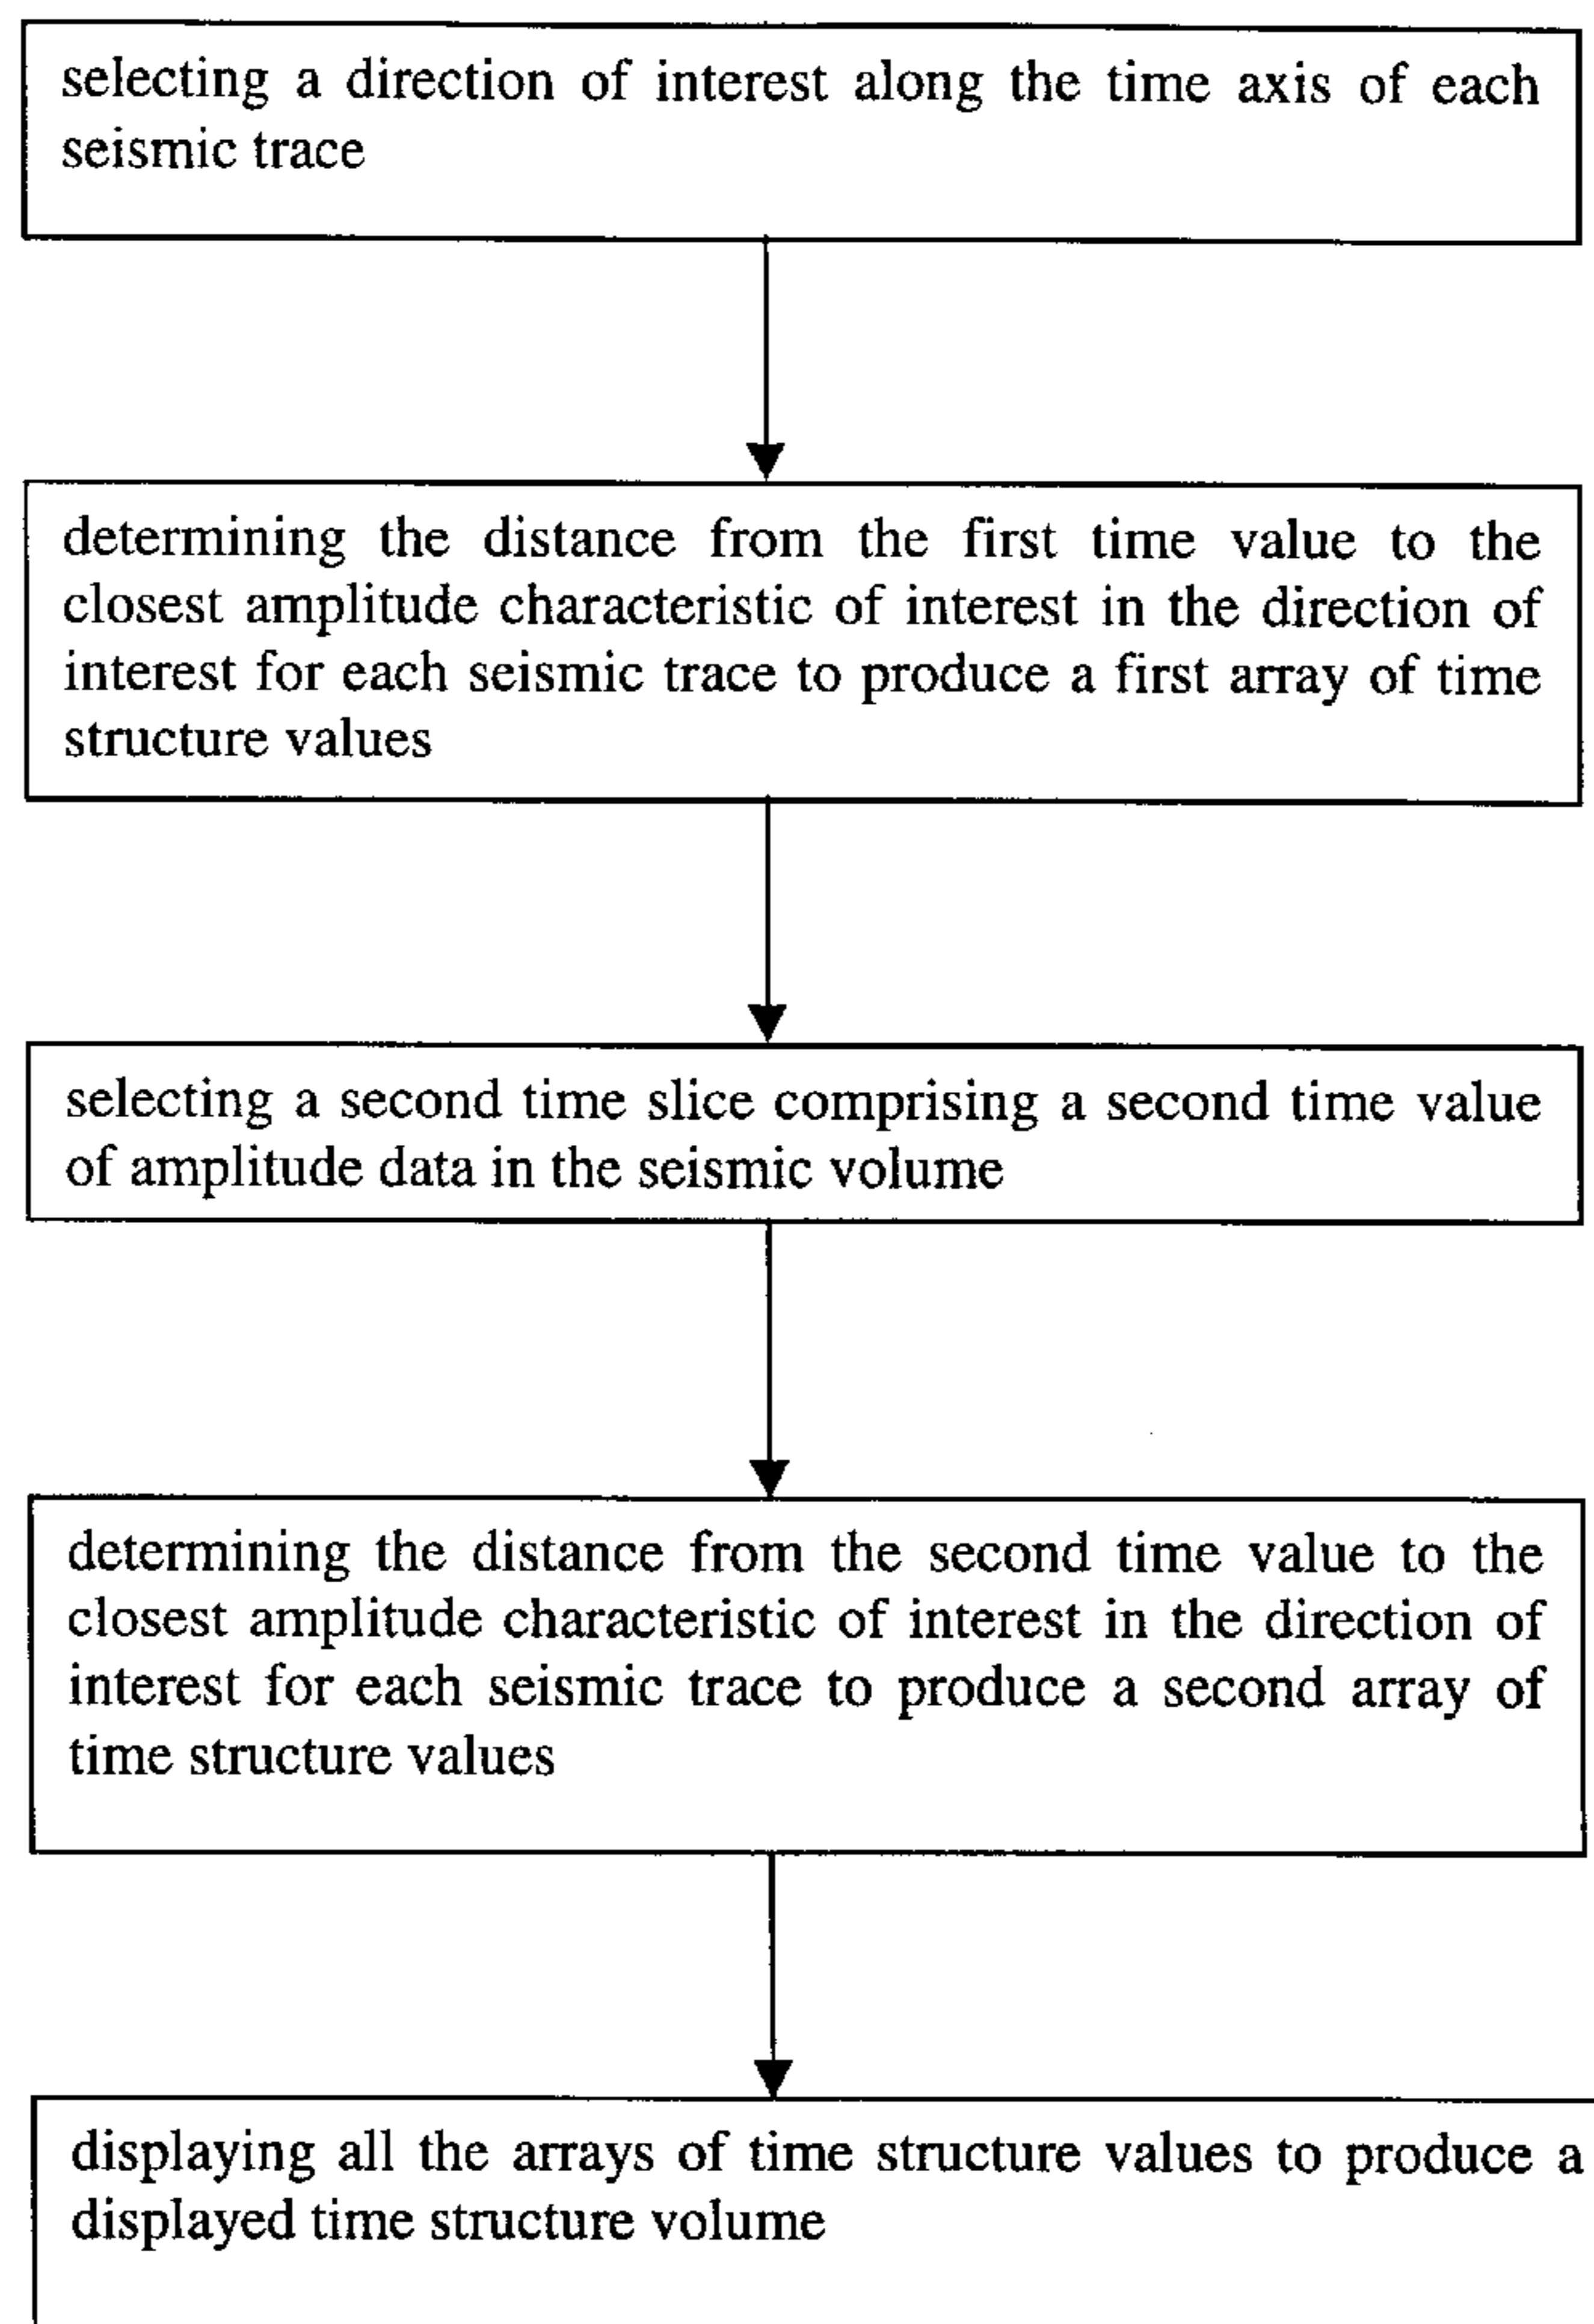 selecting a direction of interest along the time axis of each
seismic trace
determining the distance from the first time value to the
closest amplitude characteristic of interest in the direction of
interest for each seismic trace to produce a first array of time
structure values
selecting a second time slice comprising a second time value
of amplitude data in the seismic volume
determining the distance from the second time value to the
closest amplitude characteristic of interest in the direction of
interest for each seismic trace to produce a second array of
time structure values
displaying all the arrays of time structure values to produce a
displayed time structure volume